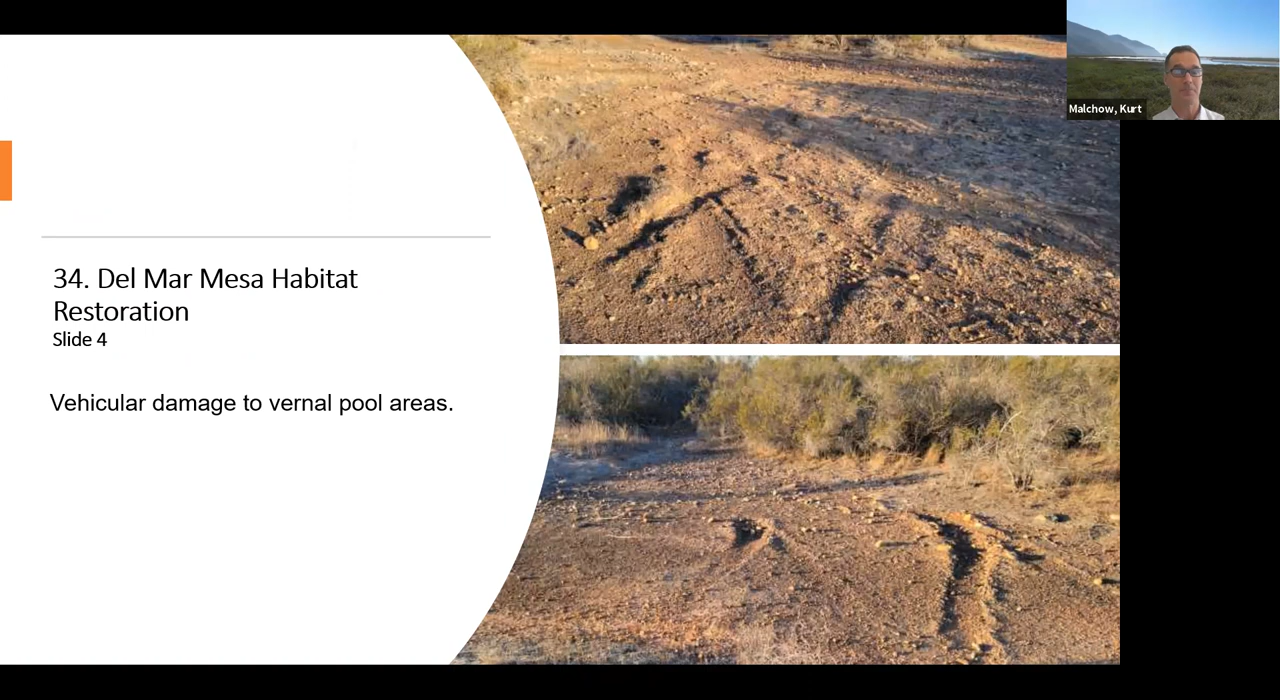 Malchow, Kurt
34. Del Mar Mesa Habitat
Restoration
Slide 4
Vehicular damage to vernal pool areas.